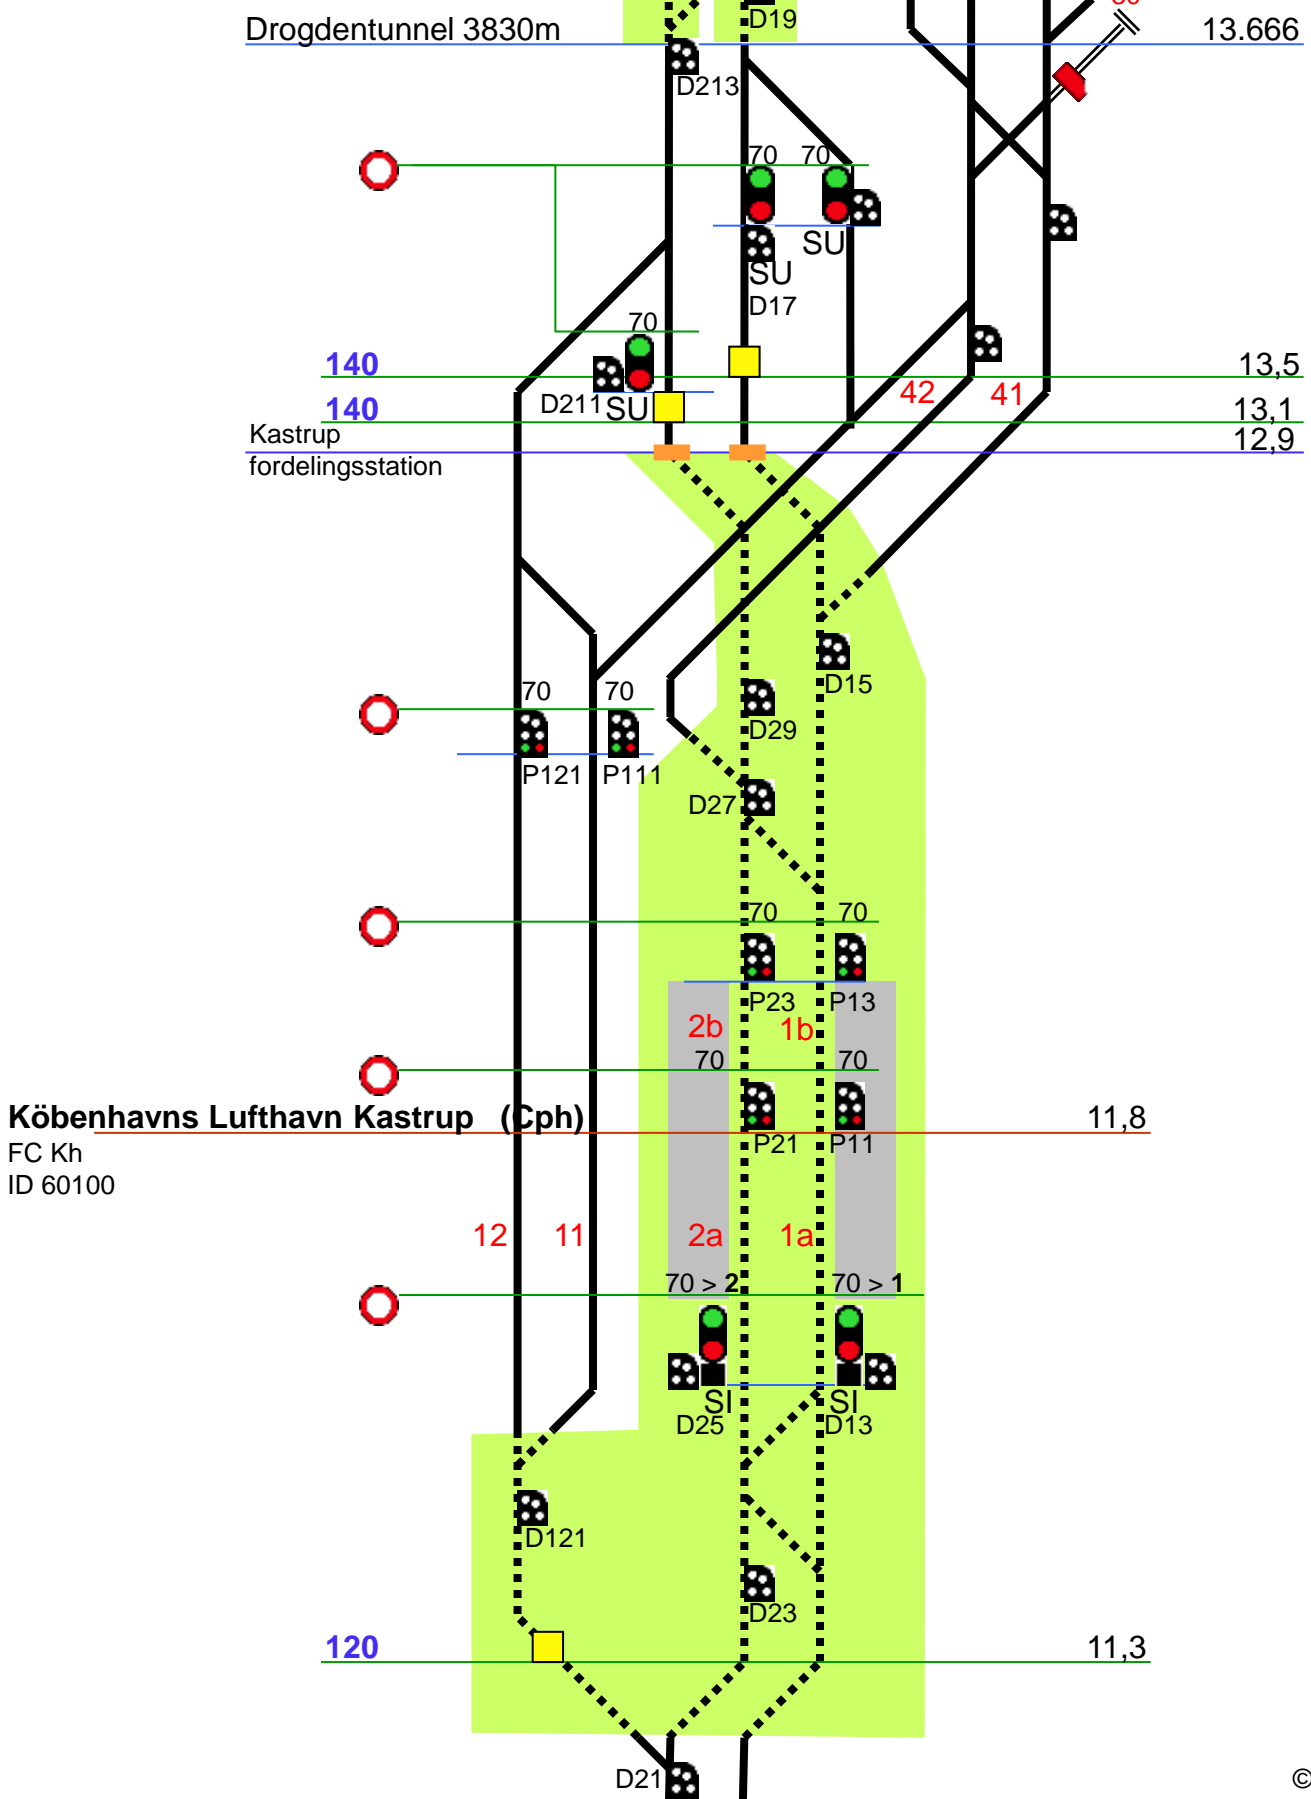 D19
Drogdentunnel 3830m
13.666
D213
70
70
SU
SU
D17
70
140
13,5
42
41
D211
SU
140
13,1
Kastrup
12,9
fordelingsstation
D15
70
70
D29
P121
P111
D27
70
70
P23
P13
2b
1b
70
70
Köbenhavns Lufthavn Kastrup (Cph)
11,8
P21
P11
FC Kh
ID 60100
12
11
2a
1a
70 > 2
70 > 1
SI
SI
D25
D13
D121
D23
120
11,3
D21
©